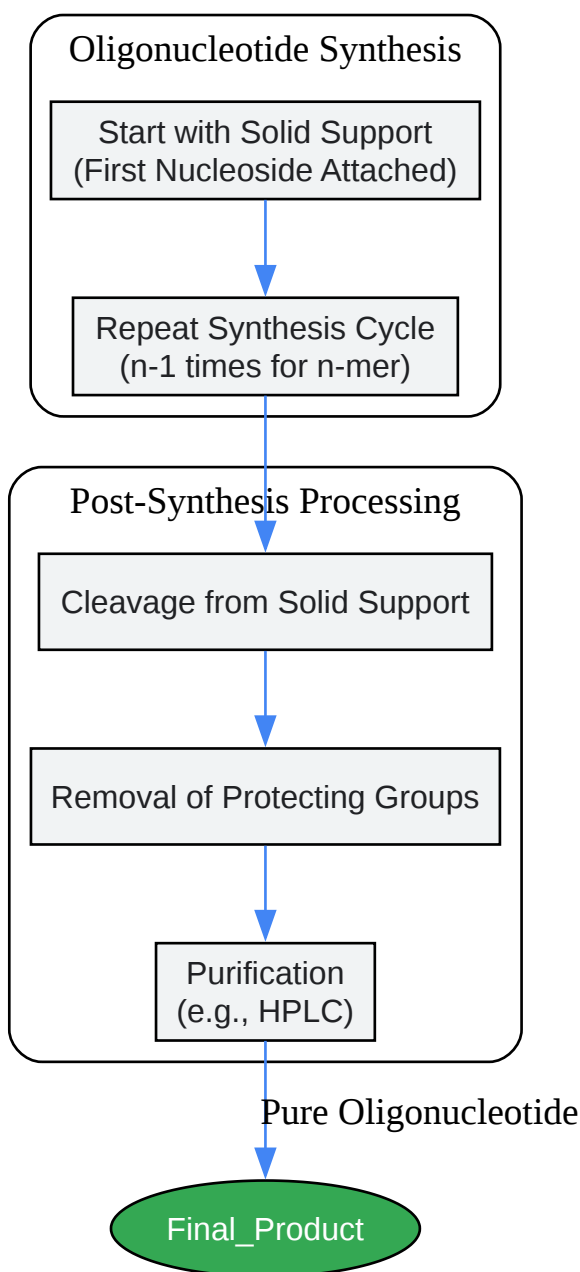 Oligonucleotide Synthesis
Start with Solid Support
(First Nucleoside Attached)
Repeat Synthesis Cycle
(n-1 times for n-mer)
Post-Synthesis Processing
Cleavage from Solid Support
Removal of Protecting Groups
Purification
(e.g., HPLC)
Pure Oligonucleotide
Final_Product